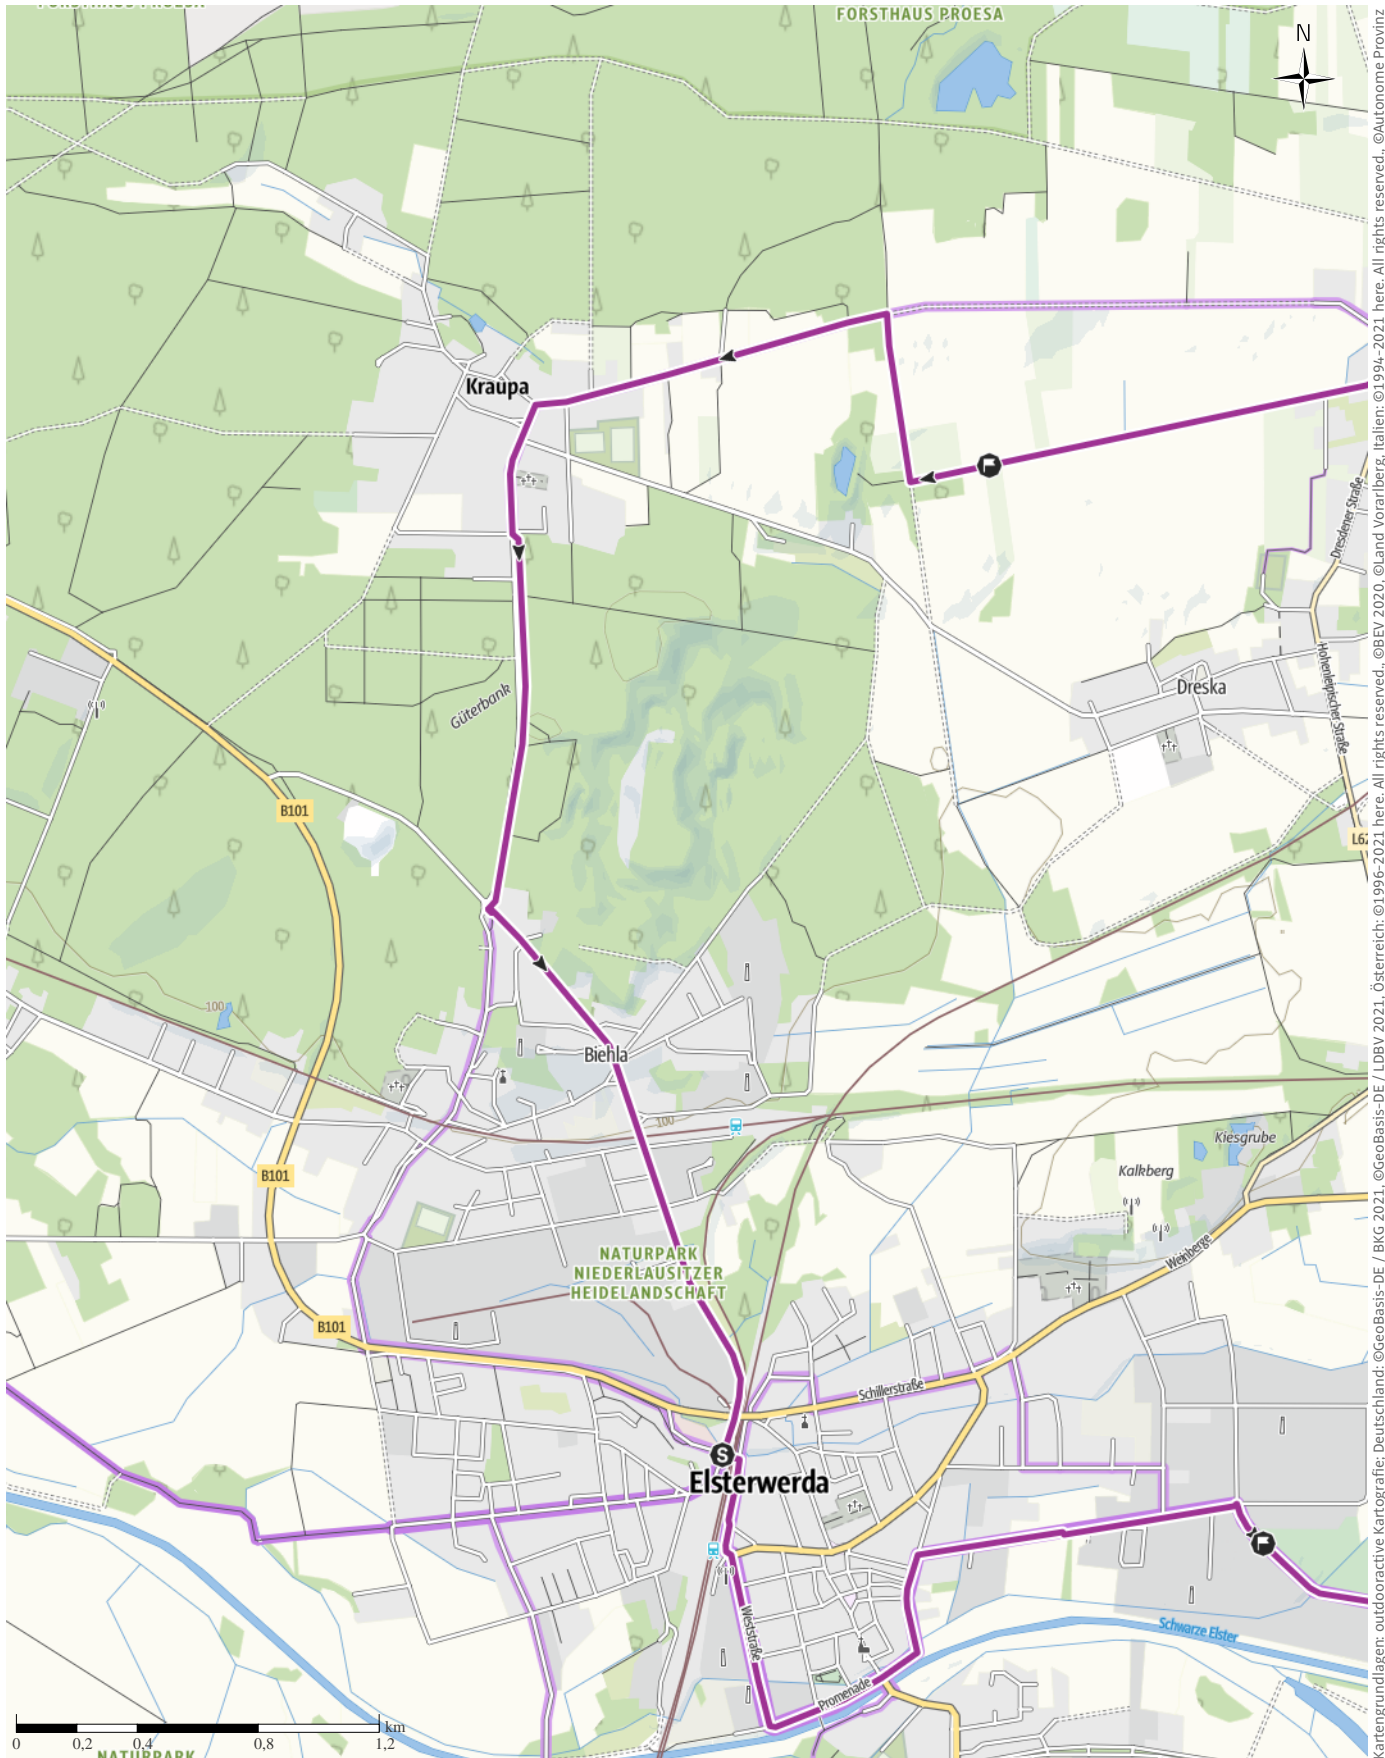 FORSTHAUS PROESA
FORSTHAUS PROESA
N
Kraupa
Dresdener Straße
Hohenleipischer Straße
Dreska
Güterbank
B101
L62
100
Biehla
100
Kiesgrube
Kalkberg
B101
Weinberge
NATURPARK
NIEDERLAUSITZER
HEIDELANDSCHAFT
B101
Schillerstraße
S
Elsterwerda
Weststraße
Schwarze Elster
Promenade
km
0 0,2 0,4 0,8 1,2
NATURPARK
Kartengrundlagen: outdooractive Kartografie; Deutschland: ©GeoBasis-DE / BKG 2021, ©GeoBasis-DE / LDBV 2021, Österreich: ©1996-2021 here. All rights reserved., ©BEV 2020, ©Land Vorarlberg, Italien: ©1994-2021 here. All rights reserved., ©Autonome Provinz